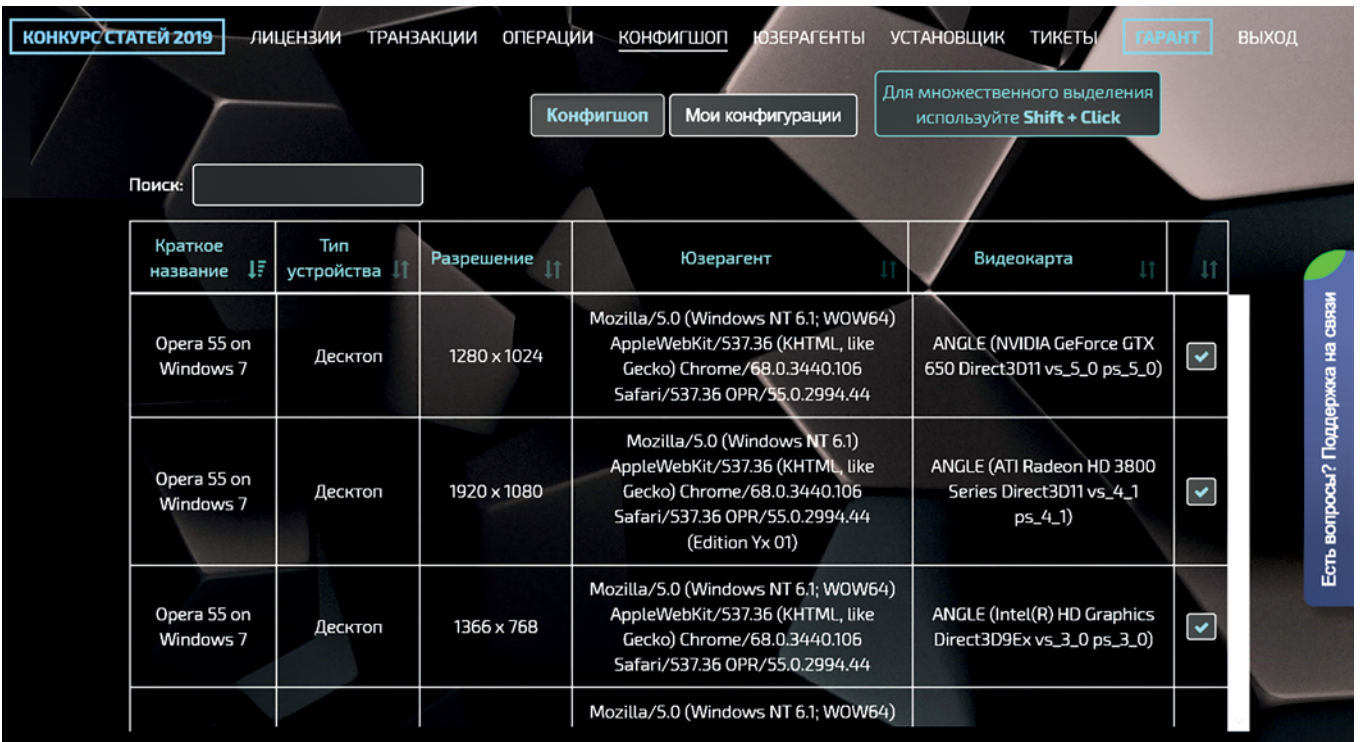 КОНКУРС СТАТЕЙ 2019 ЛИЦЕНЗИИ ТРАНЗАКЦИИ ОПЕРАЦИИ КОНФИГШОП ЮЗЕРАГЕНТЫ УСТАНОВЩИК ТИКЕТЫ ГАРАНТ ВЫХОД
Конфигшоп Мои конфигурации
Для множественного выделения
используйте Shift + Click
Поиск:
Краткое
название
Тип
устройства
Разрешение
Юзерагент
Видеокарта
Opera 55 on
Windows 7
Десктоп
1280 x 1024
Mozilla/5.0 (Windows NT 6.1; WOW64)
AppleWebKit/537.36 (KHTML, like
Gecko) Chrome/68.0.3440.106
Safari/537.36 OPR/55.0.2994.44
ANGLE (NVIDIA GeForce GTX
650 Direct3D11 vs_5_0 ps_5_0)
Opera 55 on
Windows 7
Десктоп
1920 x 1080
Mozilla/5.0 (Windows NT 6.1)
AppleWebKit/537.36 (KHTML, like
Gecko) Chrome/68.0.3440.106
Safari/537.36 OPR/55.0.2994.44
(Edition Yx 01)
ANGLE (ATI Radeon HD 3800
Series Direct3D11 vs_4_1
ps_4_1)
Opera 55 on
Windows 7
Десктоп
1366 x 768
Mozilla/5.0 (Windows NT 6.1; WOW64)
AppleWebKit/537.36 (KHTML, like
Gecko) Chrome/68.0.3440.106
Safari/537.36 OPR/55.0.2994.44
ANGLE (Intel(R) HD Graphics
Direct3D9Ex vs_3_0 ps_3_0)
Mozilla/5.0 (Windows NT 6.1; WOW64)
Есть вопросы? Поддержка на связи